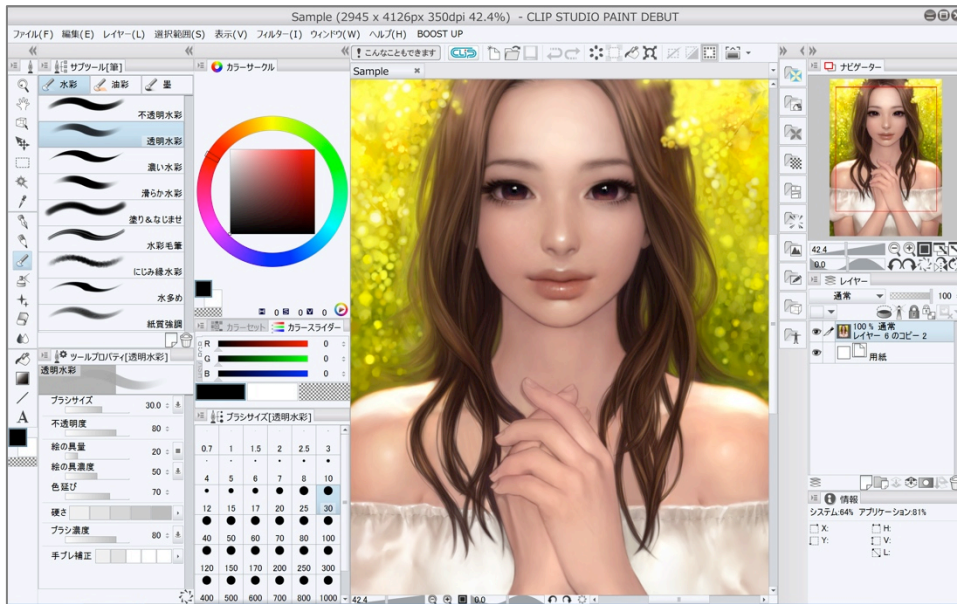 Sample (2945 x 4126px 350dpi 42.4%) - CLIP STUDIO PAINT DEBUT
ファイル(F) 編集(E) レイヤー(L) 選択範囲(S) 表示(V) フィルター(I) ウィンドウ(W) ヘルプ(H) BOOST UP
! こんなこともできます CLIP
サブツール[筆]
水彩 油彩 墨
不透明水彩
透明水彩
濃い水彩
滑らか水彩
塗り&なじませ
水彩毛筆
にじみ縁水彩
水多め
紙質強調
ツールプロパティ[透明水彩]
透明水彩
ブラシサイズ 30.0
不透明度 80
絵の具量 20
絵の具濃度 50
色延び 70
硬さ
ブラシ濃度 80
手ブレ補正
A
カラーサークル
H 0 S 0 V 0
カラーセット カラースライダー
R 0
G 0
B 0
ブラシサイズ[透明水彩]
0.7 1 1.5 2 2.5 3
4 5 6 7 8 10
12 15 17 20 25 30
40 50 60 70 80 100
120 150 170 200 250 300
400 500 600 700 800 1000
Sample
42.4 0.0
ナビゲーター
42.4
0.0
レイヤー
通常 100
100 % 通常
レイヤー 6 のコピー 2
用紙
情報
システム:64% アプリケーション:81%
X: H:
Y: V:
L: